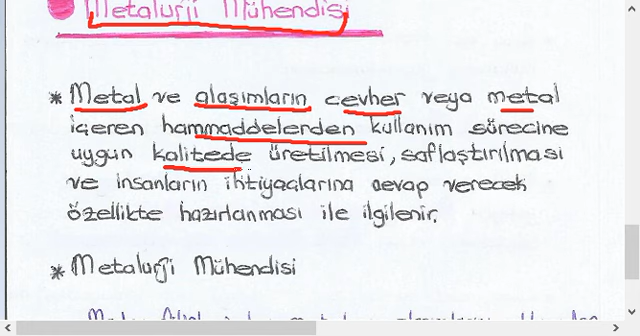 Metalurji Mühendisi
* Metal ve alaşımların cevher veya metal
içeren hammaddelerden kullanım sürecine
uygun kalitede üretilmesi, saflaştırılması
ve insanların ihtiyaçlarına cevap verecek
özellikte hazırlanması ile ilgilenir.
* Metalurji Mühendisi